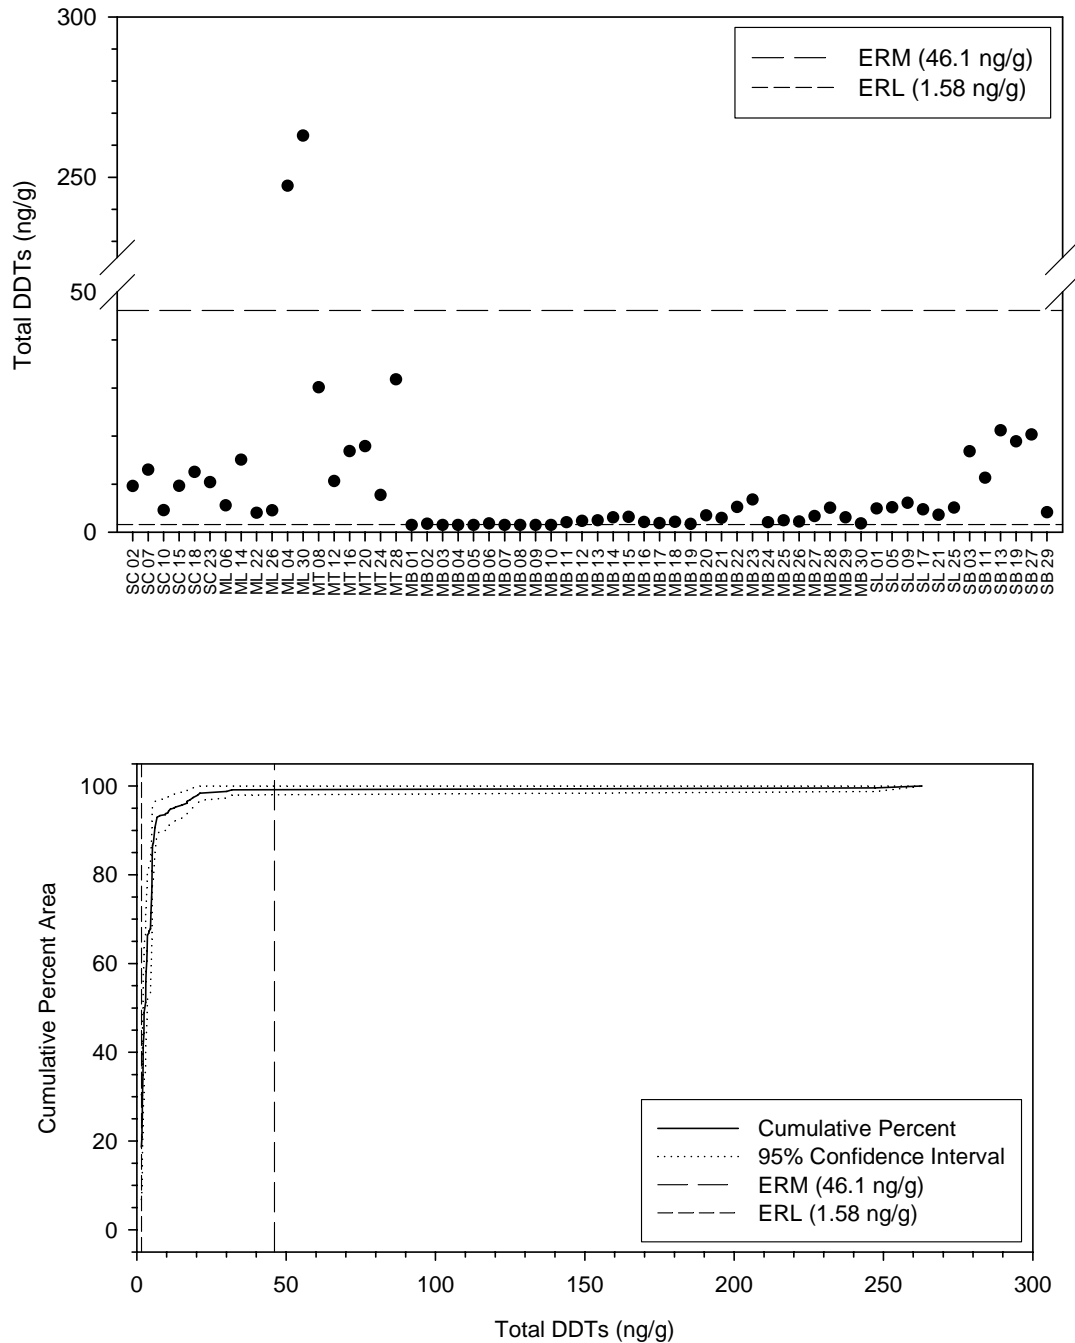 300
ERM (46.1 ng/g)
ERL (1.58 ng/g)
250
Total DDTs (ng/g)
50
0
SC 02
SC 07
SC 10
SC 15
SC 18
SC 23
ML 06
ML 14
ML 22
ML 26
ML 04
ML 30
MT 08
MT 12
MT 16
MT 20
MT 24
MT 28
MB 01
MB 02
MB 03
MB 04
MB 05
MB 06
MB 07
MB 08
MB 09
MB 10
MB 11
MB 12
MB 13
MB 14
MB 15
MB 16
MB 17
MB 18
MB 19
MB 20
MB 21
MB 22
MB 23
MB 24
MB 25
MB 26
MB 27
MB 28
MB 29
MB 30
SL 01
SL 05
SL 09
SL 17
SL 21
SL 25
SB 03
SB 11
SB 13
SB 19
SB 27
SB 29
100
80
60
40
20
0
Cumulative Percent Area
Cumulative Percent
95% Confidence Interval
ERM (46.1 ng/g)
ERL (1.58 ng/g)
0 50 100 150 200 250 300
Total DDTs (ng/g)